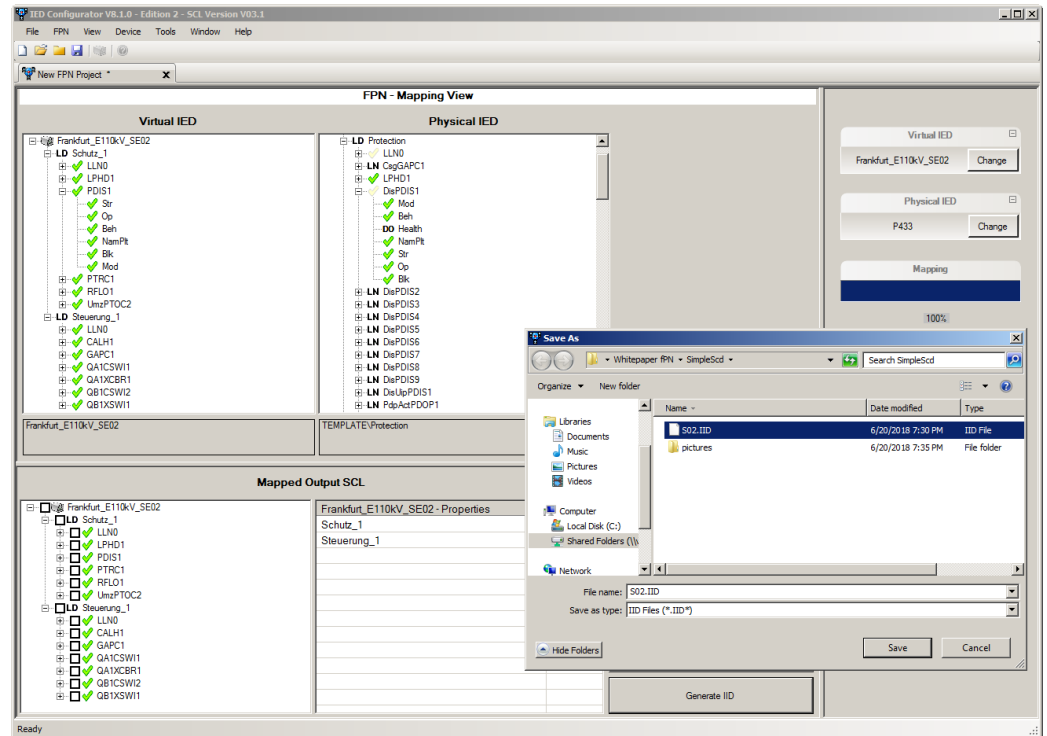 IED Configurator V8.1.0 - Edition 2 - SCL Version V03.1
File FPN View Device Tools Window Help
New FPN Project * x
FPN - Mapping View
Virtual IED
Frankfurt_E110kV_SE02
LD Schutz_1
LLN0
LPHD1
PDIS1
Str
Op
Beh
NamPlt
Blk
Mod
PTRC1
RFLO1
UmzPTOC2
LD Steuerung_1
LLN0
CALH1
GAPC1
QA1CSWI1
QA1XCBR1
QB1CSWI2
QB1XSWI1
Frankfurt_E110kV_SE02
Physical IED
LD Protection
LLN0
LN CsgGAPC1
LPHD1
DisPDIS1
Mod
Beh
DO Health
NamPlt
Str
Op
Blk
LN DisPDIS2
LN DisPDIS3
LN DisPDIS4
LN DisPDIS5
LN DisPDIS6
LN DisPDIS7
LN DisPDIS8
LN DisPDIS9
LN DisUipPDIS1
LN PdpActPDOP1
TEMPLATE\Protection
Virtual IED
Frankfurt_E110kV_SE02 Change
Physical IED
P433 Change
Mapping
100%
Mapped Output SCL
Frankfurt_E110kV_SE02
LD Schutz_1
LLN0
LPHD1
PDIS1
PTRC1
RFLO1
UmzPTOC2
LD Steuerung_1
LLN0
CALH1
GAPC1
QA1CSWI1
QA1XCBR1
QB1CSWI2
QB1XSWI1
Frankfurt_E110kV_SE02 - Properties
Schutz_1
Steuerung_1
Save As
Whitepaper fPN SimpleScd
Search SimpleScd
Organize New folder
Libraries
Documents
Music
Pictures
Videos
Computer
Local Disk (C:)
Shared Folders (\\
Network
Name Date modified Type
S02.IID 6/20/2018 7:30 PM IID File
pictures 6/20/2018 7:35 PM File folder
File name: S02.IID
Save as type: IID Files (*.IID*)
Hide Folders
Save
Cancel
Generate IID
Ready